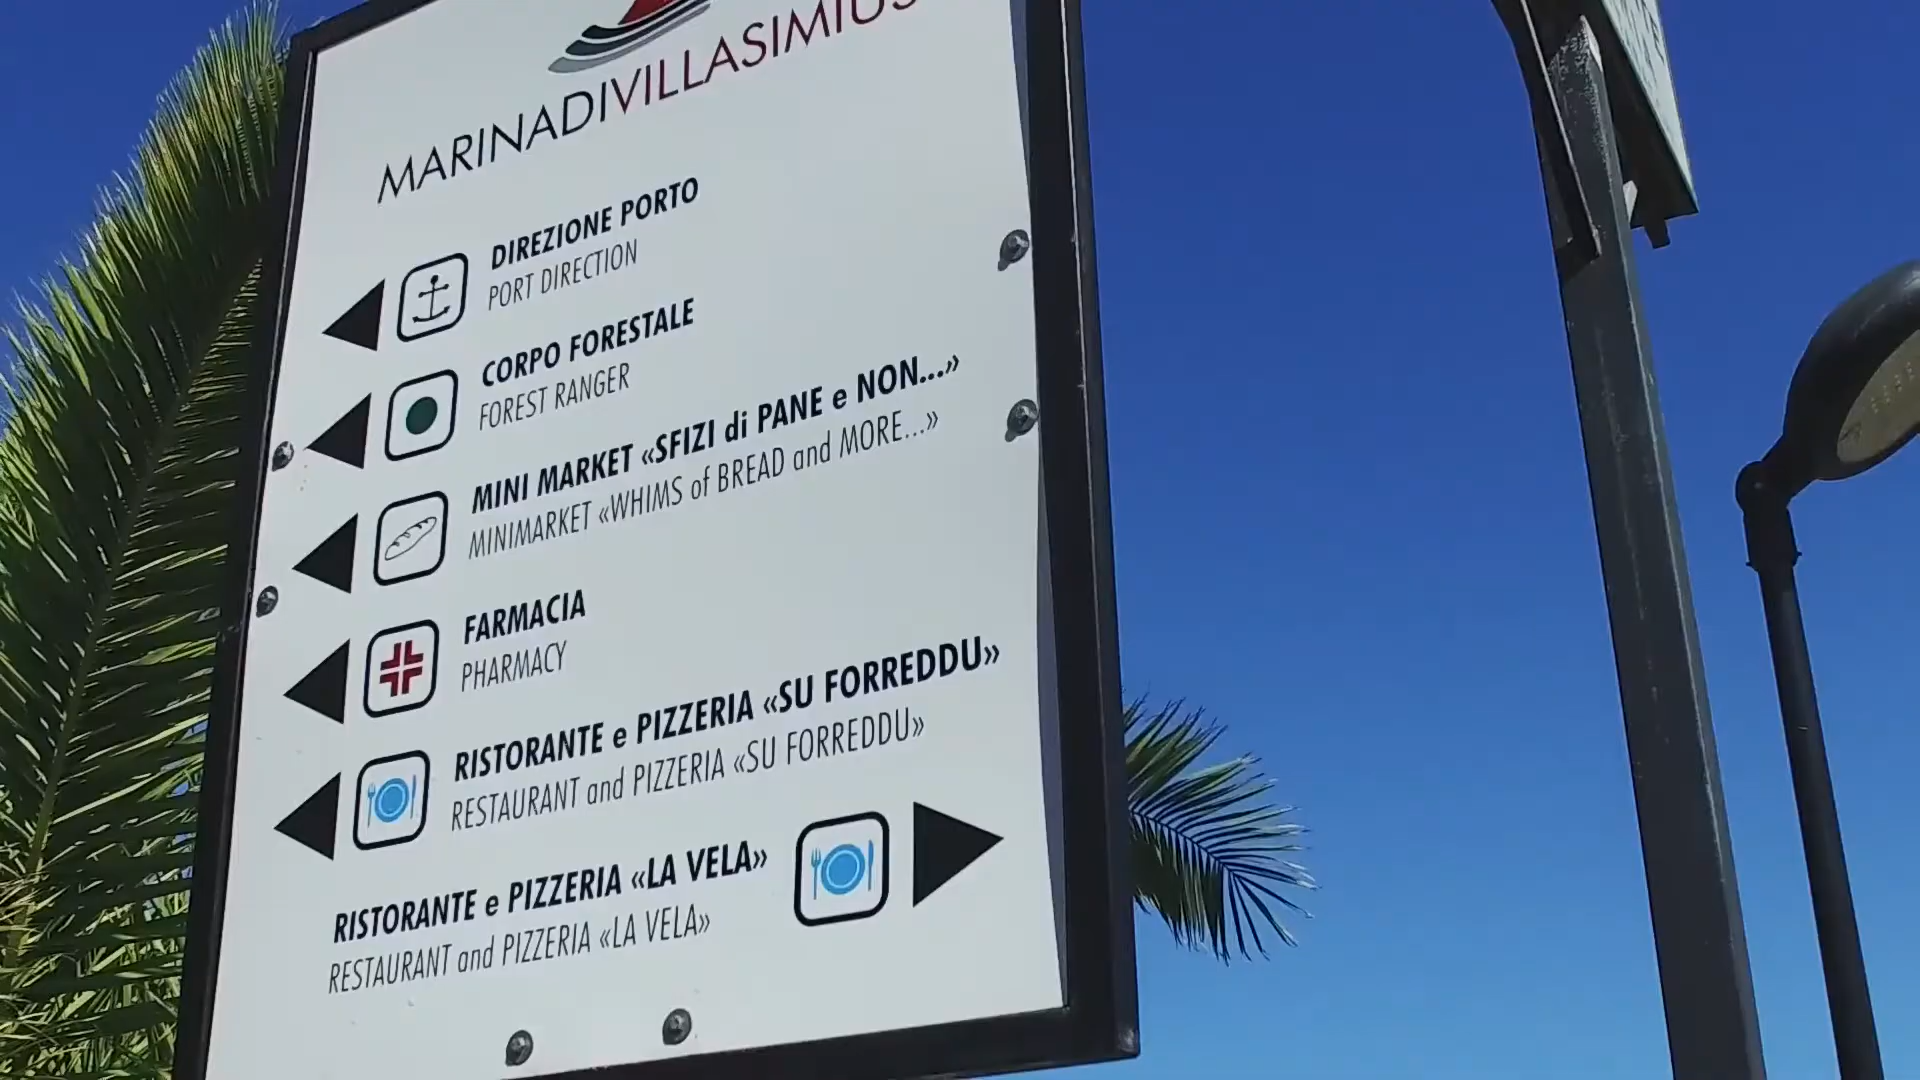 MARINADIVILLASIMIUS
DIREZIONE PORTO
PORT DIRECTION
CORPO FORESTALE
FOREST RANGER
MINI MARKET «SFIZI di PANE e NON...»
MINIMARKET «WHIMS of BREAD and MORE...»
FARMACIA
PHARMACY
RISTORANTE e PIZZERIA «SU FORREDDU»
RESTAURANT and PIZZERIA «SU FORREDDU»
RISTORANTE e PIZZERIA «LA VELA»
RESTAURANT and PIZZERIA «LA VELA»